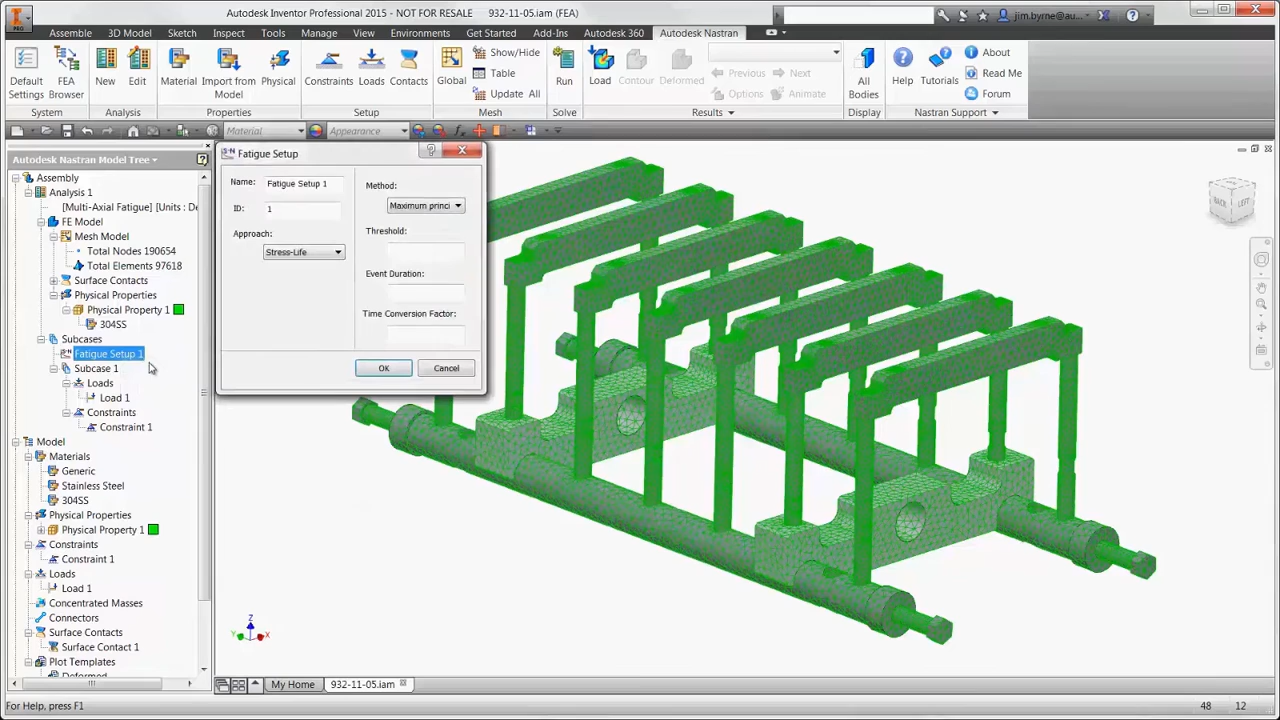 Autodesk Inventor Professional 2015 - NOT FOR RESALE 932-11-05.iam (FEA)
jim.byrne@au...
PRO
Assembly 3D Model Sketch Inspect Tools Manage View Environments Get Started Add-Ins Autodesk 360 Autodesk Nastran
Default Settings
FEA Browser
New
Edit
Material
Import from Model
Physical
Constraints
Loads
Contacts
Global
Show/Hide
Table
Update All
Run
Load
Contour
Deformed
Previous
Next
Options
Animate
All Bodies
Help
Tutorials
About
Read Me
Forum
System
Analysis
Properties
Setup
Mesh
Solve
Results
Display
Nastran Support
Material
Appearance
Autodesk Nastran Model Tree
Assembly
Analysis 1
[Multi-Axial Fatigue] [Units : De
FE Model
Mesh Model
Total Nodes 190654
Total Elements 97618
Surface Contacts
Physical Properties
Physical Property 1
304SS
Subcases
Fatigue Setup 1
Subcase 1
Loads
Load 1
Constraints
Constraint 1
Model
Materials
Generic
Stainless Steel
304SS
Physical Properties
Physical Property 1
Constraints
Constraint 1
Loads
Load 1
Concentrated Masses
Connectors
Surface Contacts
Surface Contact 1
Plot Templates
Deformed
Fatigue Setup
Name: Fatigue Setup 1
ID: 1
Approach:
Stress-Life
Method:
Maximum princi
Threshold:
Event Duration:
Time Conversion Factor:
OK
Cancel
BACK
LEFT
Z
Y
X
My Home
932-11-05.iam
For Help, press F1
48
12